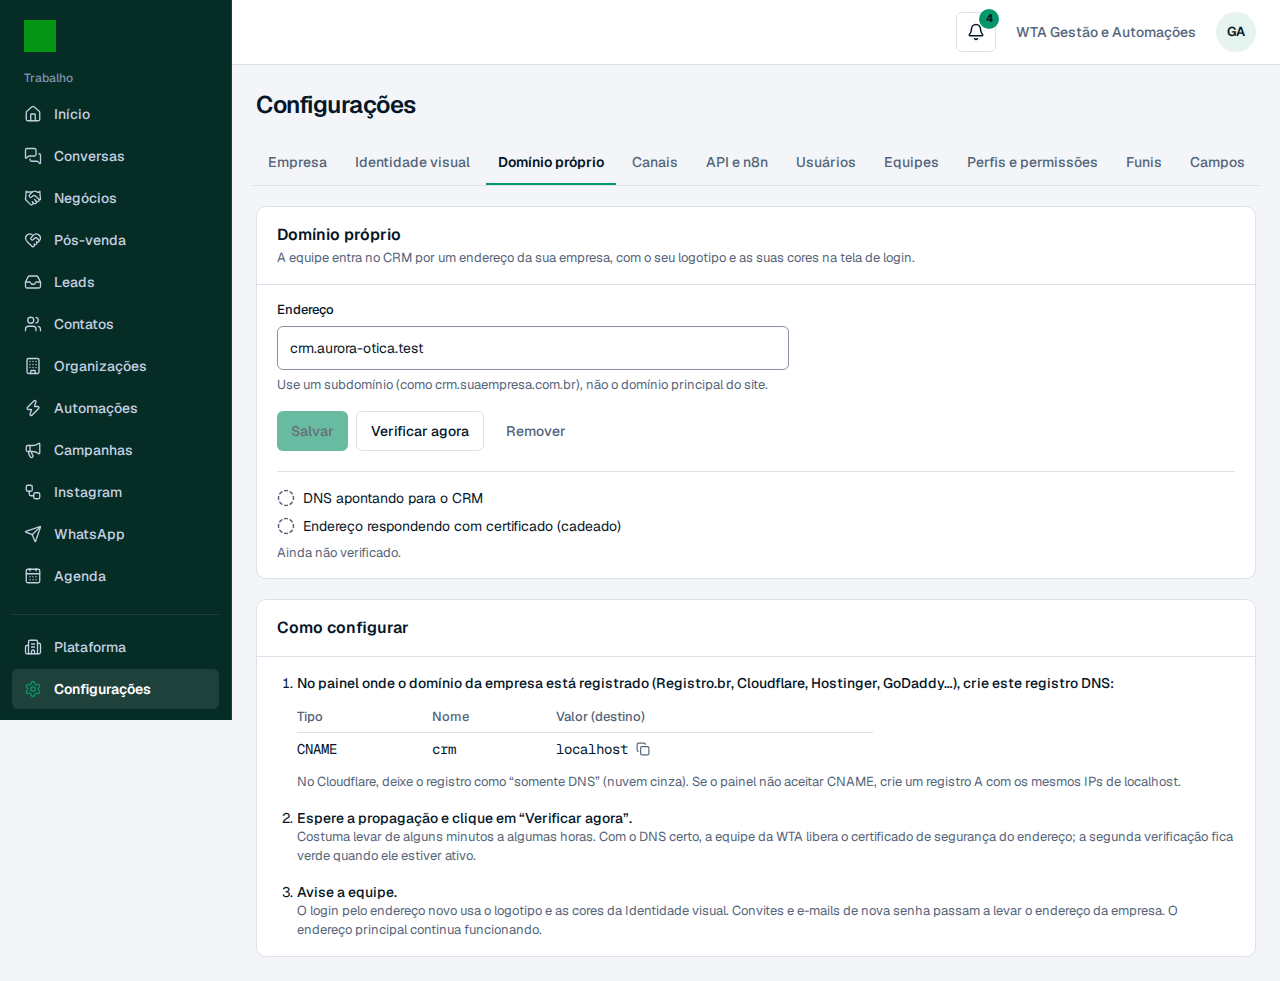 4
WTA Gestão e Automações
GA
Trabalho
Início
Conversas
Negócios
Pós-venda
Leads
Contatos
Organizações
Automações
Campanhas
Instagram
WhatsApp
Agenda
Plataforma
Configurações
Configurações
Empresa
Identidade visual
Domínio próprio
Canais
API e n8n
Usuários
Equipes
Perfis e permissões
Funis
Campos
Domínio próprio
A equipe entra no CRM por um endereço da sua empresa, com o seu logotipo e as suas cores na tela de login.
Endereço
crm.aurora-otica.test
Use um subdomínio (como crm.suaempresa.com.br), não o domínio principal do site.
Salvar
Verificar agora
Remover
DNS apontando para o CRM
Endereço respondendo com certificado (cadeado)
Ainda não verificado.
Como configurar
1. No painel onde o domínio da empresa está registrado (Registro.br, Cloudflare, Hostinger, GoDaddy…), crie este registro DNS:
Tipo Nome Valor (destino)
CNAME crm localhost
No Cloudflare, deixe o registro como “somente DNS” (nuvem cinza). Se o painel não aceitar CNAME, crie um registro A com os mesmos IPs de localhost.
2. Espere a propagação e clique em “Verificar agora”.
Costuma levar de alguns minutos a algumas horas. Com o DNS certo, a equipe da WTA libera o certificado de segurança do endereço; a segunda verificação fica
verde quando ele estiver ativo.
3. Avise a equipe.
O login pelo endereço novo usa o logotipo e as cores da Identidade visual. Convites e e-mails de nova senha passam a levar o endereço da empresa. O
endereço principal continua funcionando.